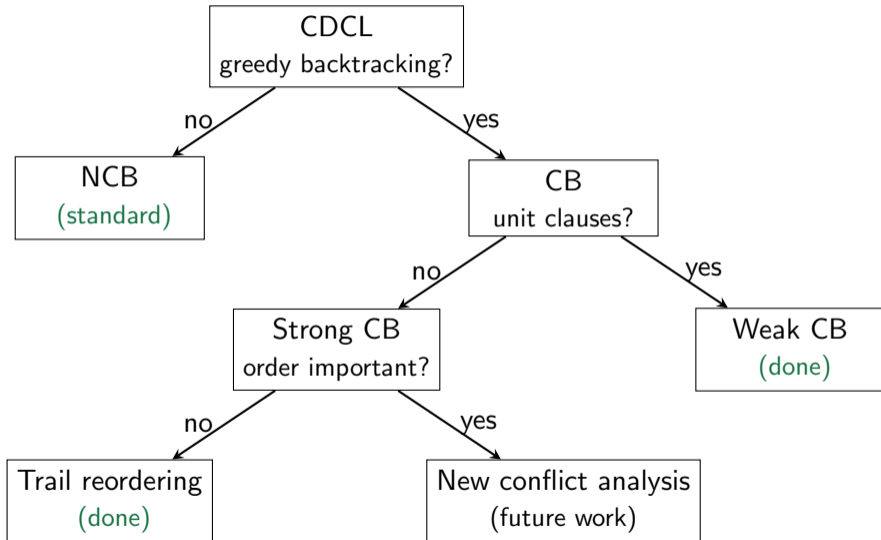 CDCL
greedy backtracking?
no
yes
NCB
(standard)
CB
unit clauses?
no
yes
Strong CB
order important?
Weak CB
(done)
no
yes
Trail reordering
(done)
New conflict analysis
(future work)